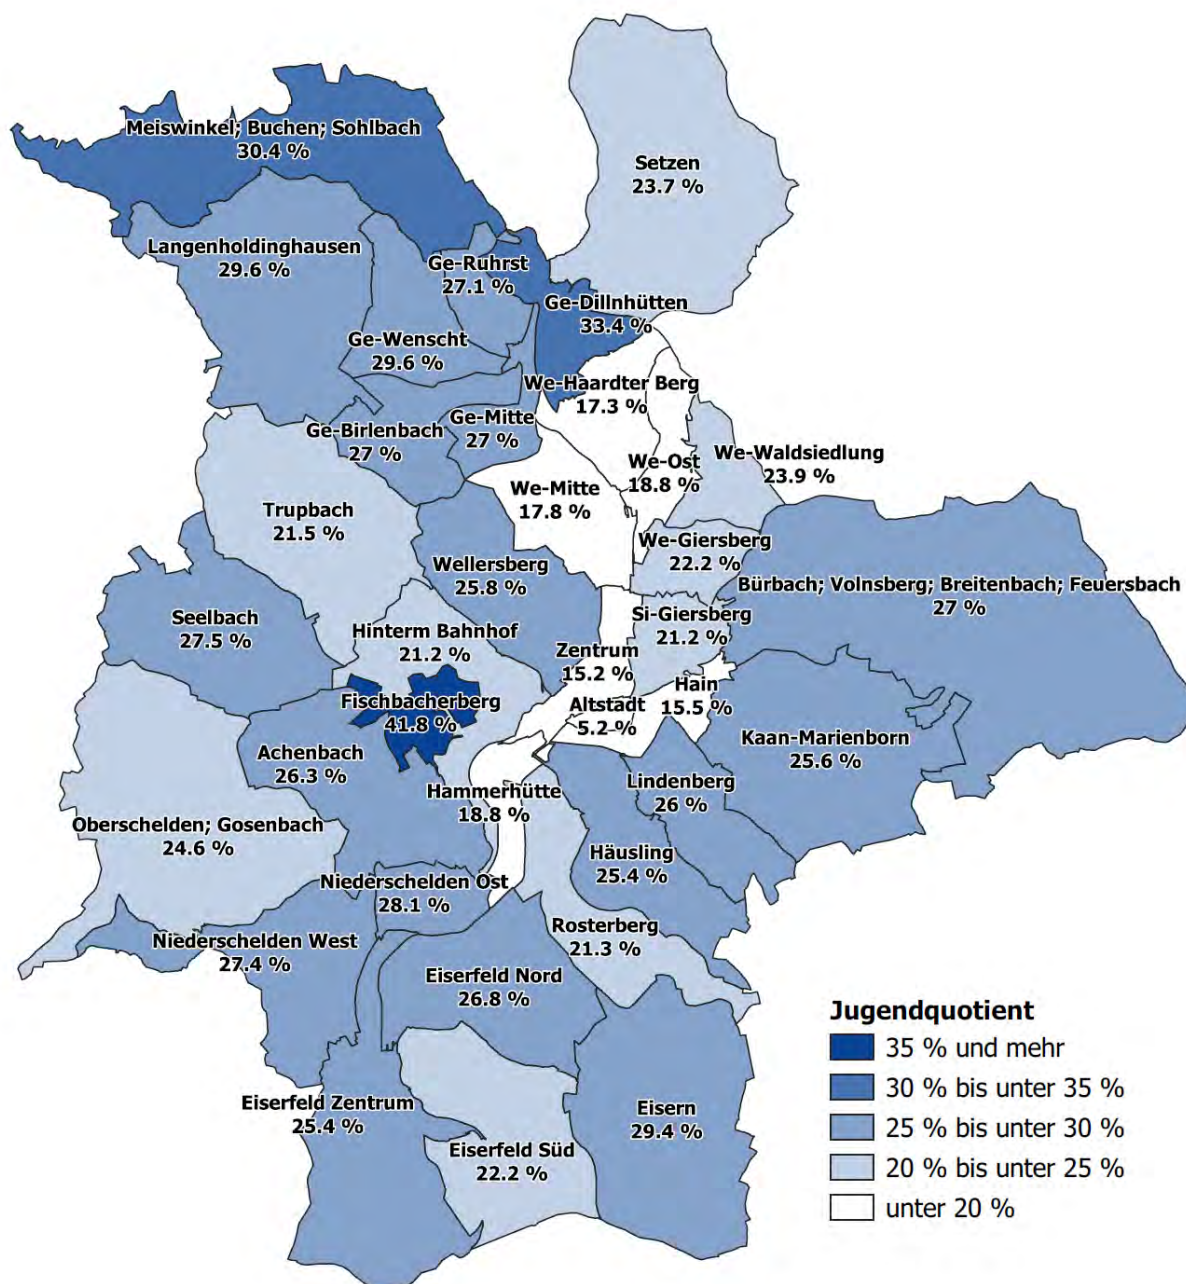 Meiswinkel; Buchen; Sohlbach
30.4 %
Setzen
23.7 %
Langenholdinghausen
29.6 %
Ge-Ruhrst
27.1 %
Ge-Dillnhütten
33.4 %
Ge-Wenscht
29.6 %
We-Haardter Berg
17.3 %
Ge-Birlenbach
27 %
Ge-Mitte
27 %
We-Ost
18.8 %
We-Waldsiedlung
23.9 %
We-Mitte
17.8 %
Trupbach
21.5 %
We-Giersberg
22.2 %
Wellersberg
25.8 %
Bürbach; Volnsberg; Breitenbach; Feuersbach
27 %
Seelbach
27.5 %
Hinterm Bahnhof
21.2 %
Si-Giersberg
21.2 %
Zentrum
15.2 %
Hain
15.5 %
Fischbacherberg
41.8 %
Altstadt
5.2 %
Kaan-Marienborn
25.6 %
Achenbach
26.3 %
Hammerhütte
18.8 %
Lindenberg
26 %
Oberschelden; Gosenbach
24.6 %
Häusling
25.4 %
Niederschelden Ost
28.1 %
Rosterberg
21.3 %
Niederschelden West
27.4 %
Eiserfeld Nord
26.8 %
Eiserfeld Zentrum
25.4 %
Eisern
29.4 %
Eiserfeld Süd
22.2 %
Jugendquotient
35 % und mehr
30 % bis unter 35 %
25 % bis unter 30 %
20 % bis unter 25 %
unter 20 %